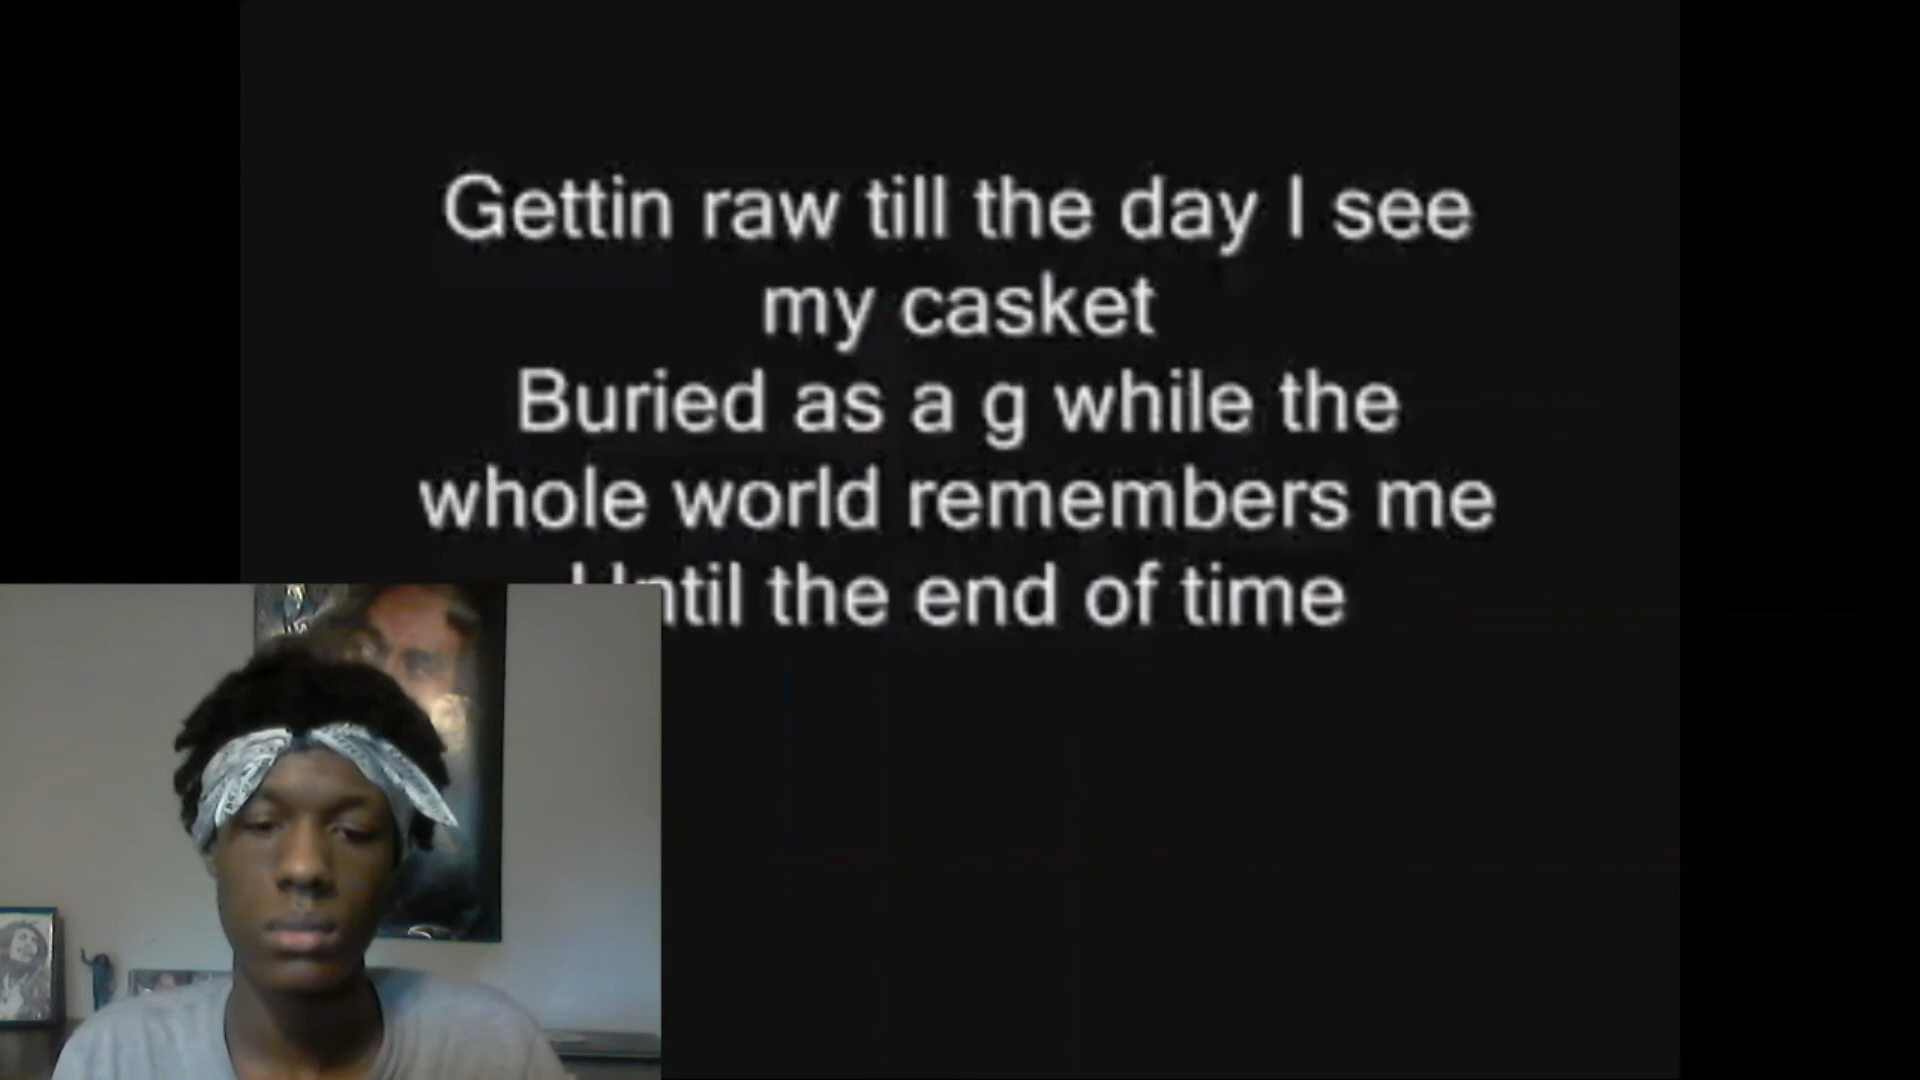 Gettin raw till the day I see
my casket
Buried as a g while the
whole world remembers me
Until the end of time